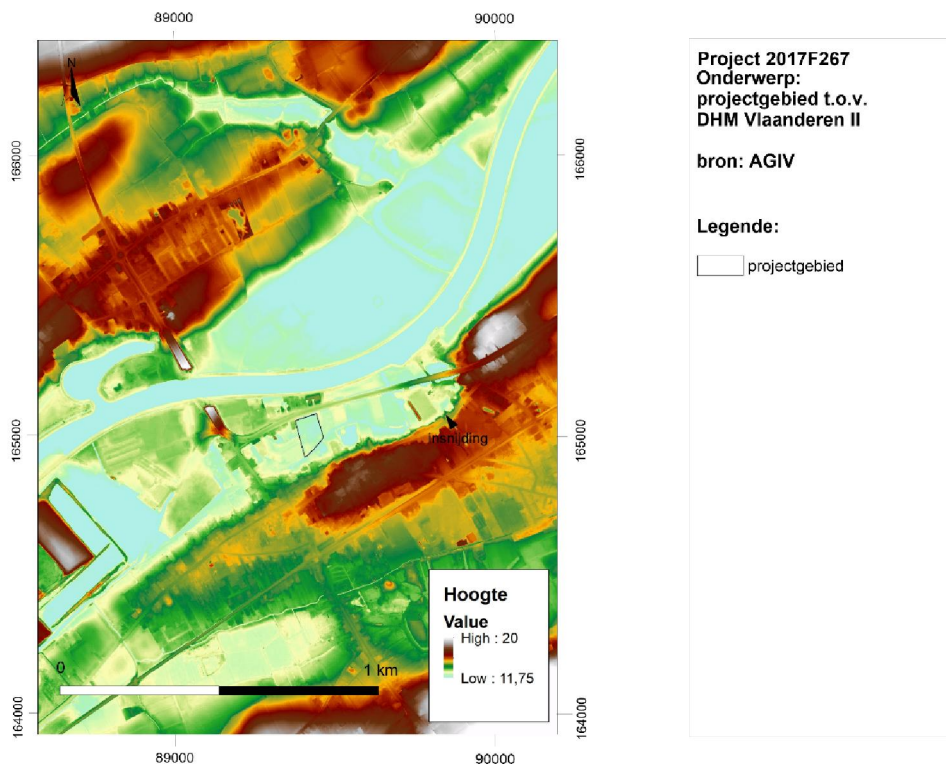 89000
90000
N
166000
166000
165000
165000
insnijding
Hoogte
Value
High : 20
Low : 11,75
0
1 km
164000
164000
89000
90000
Project 2017F267
Onderwerp:
projectgebied t.o.v.
DHM Vlaanderen II
bron: AGIV
Legende:
projectgebied